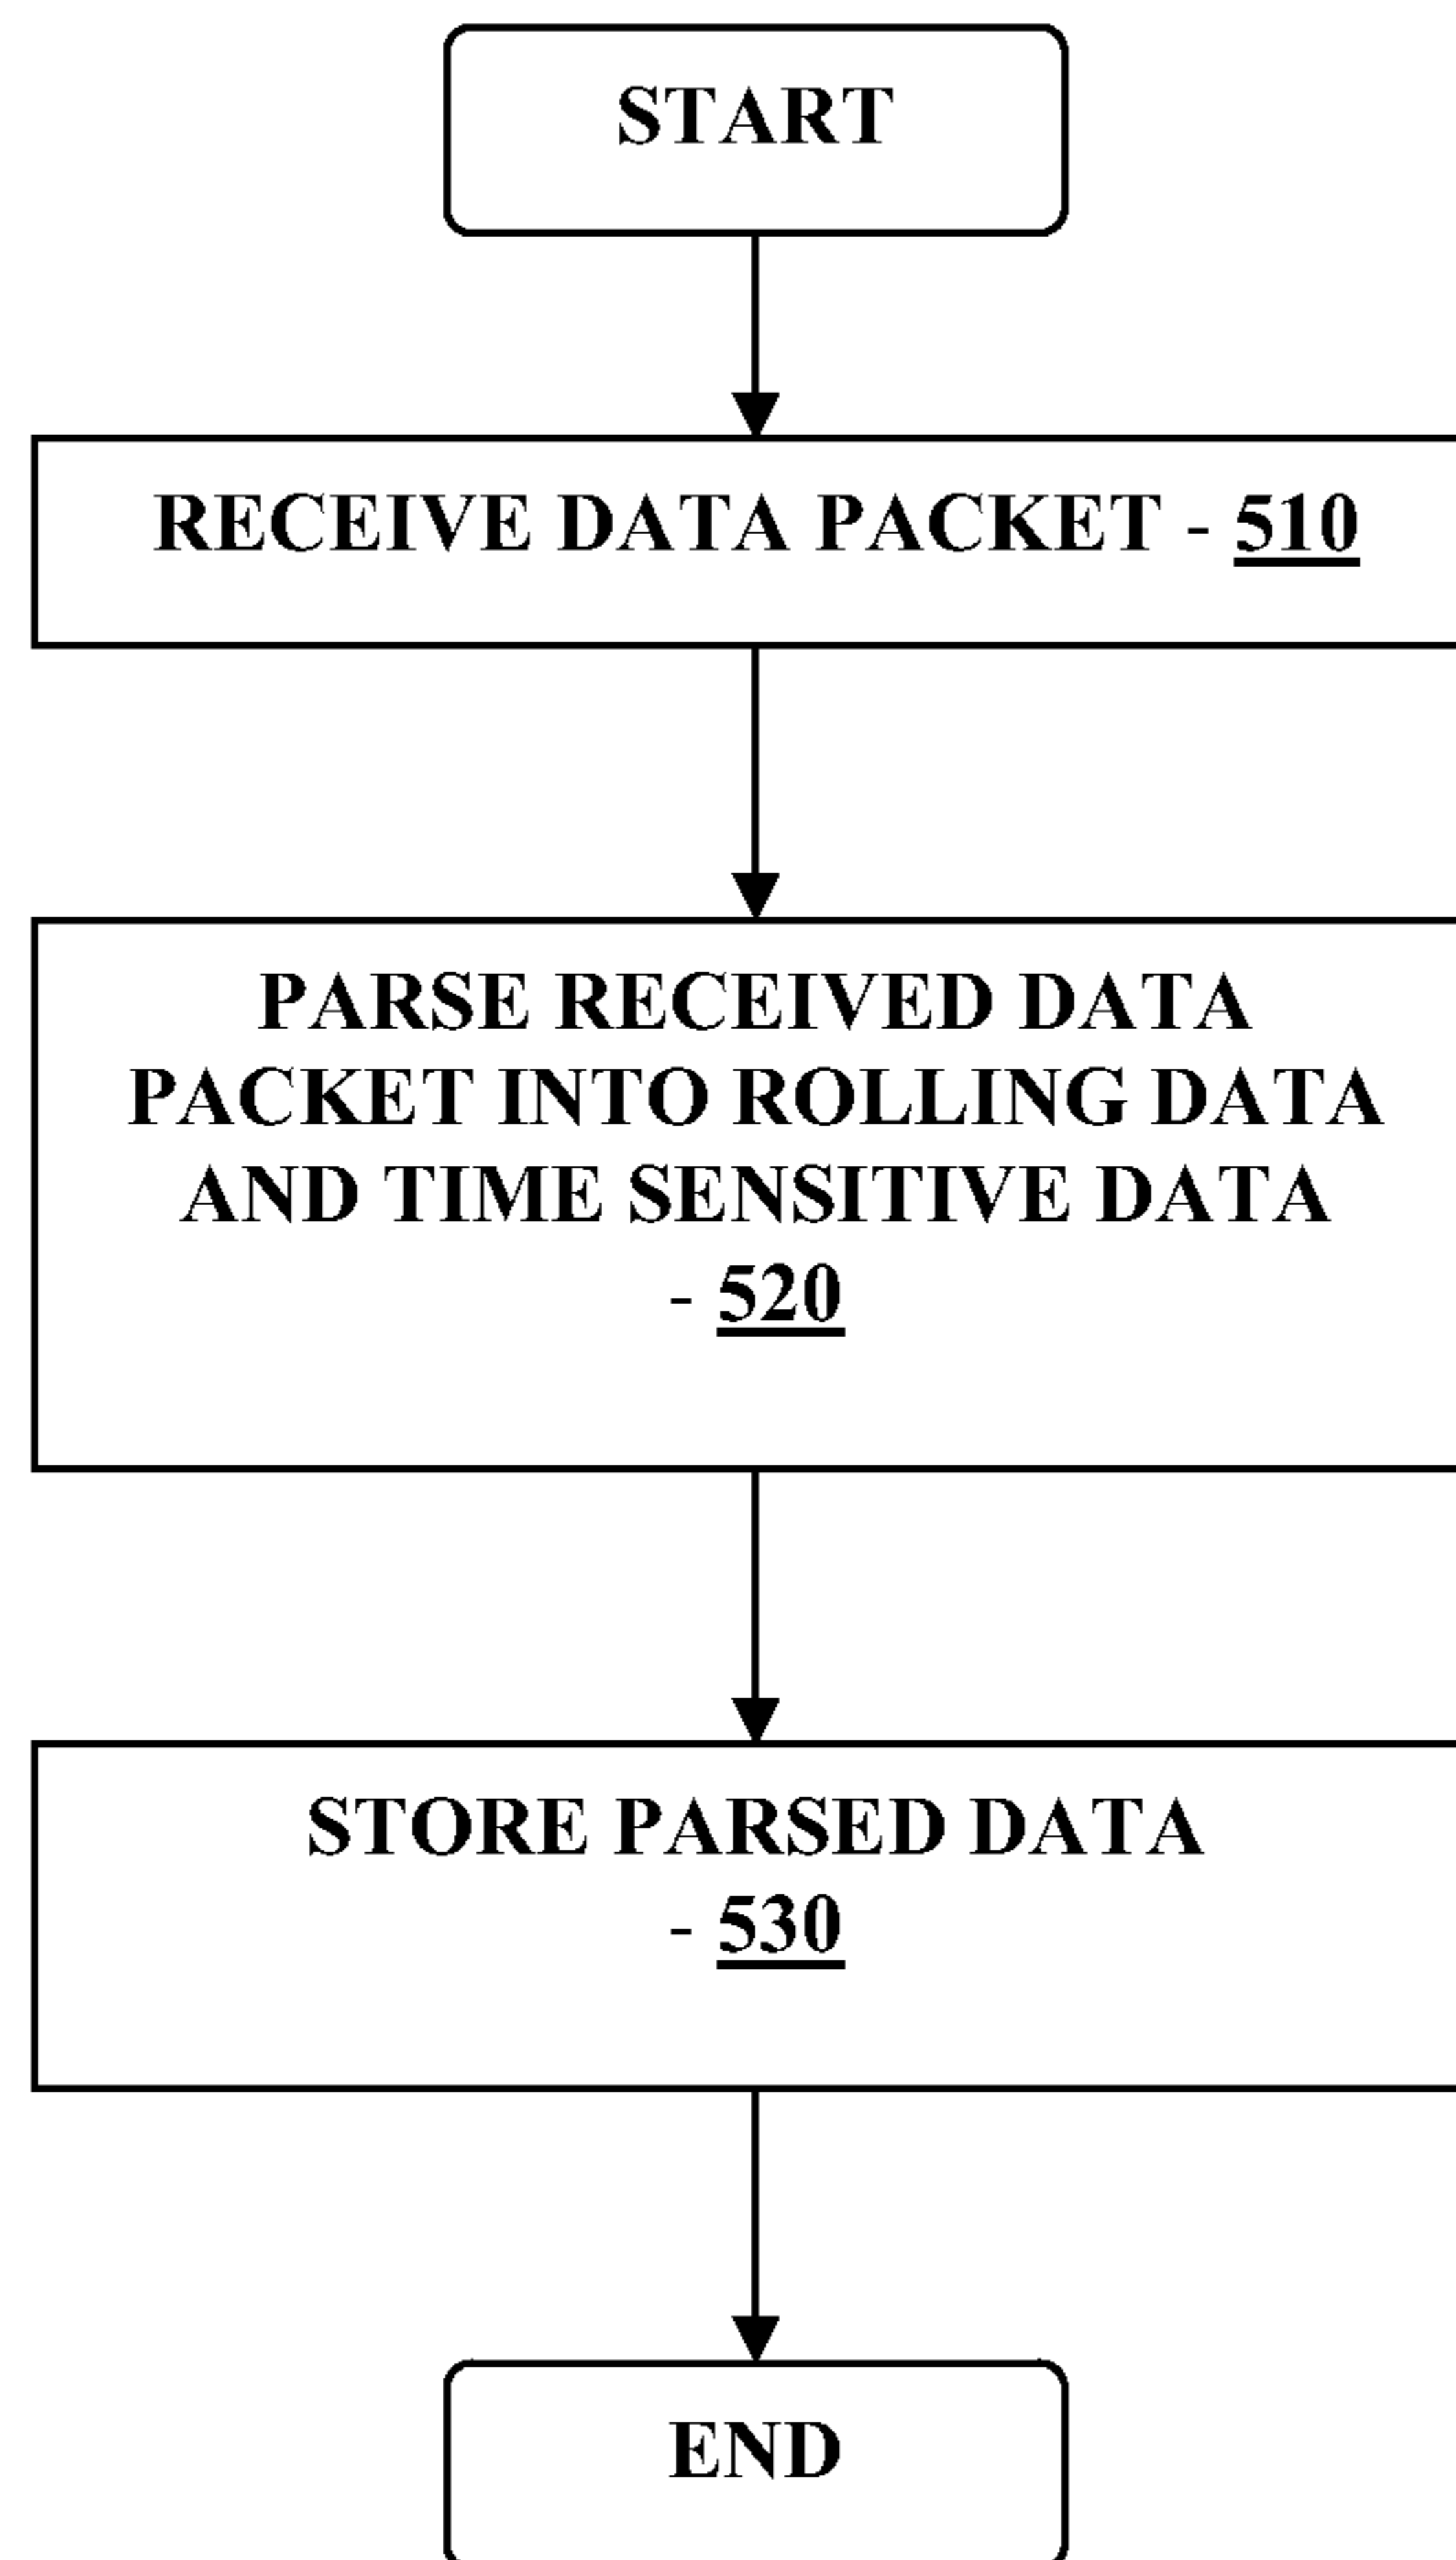 START
RECEIVE DATA PACKET - 510
PARSE RECEIVED DATA
PACKET INTO ROLLING DATA
AND TIME SENSITIVE DATA
- 520
STORE PARSED DATA
- 530
END